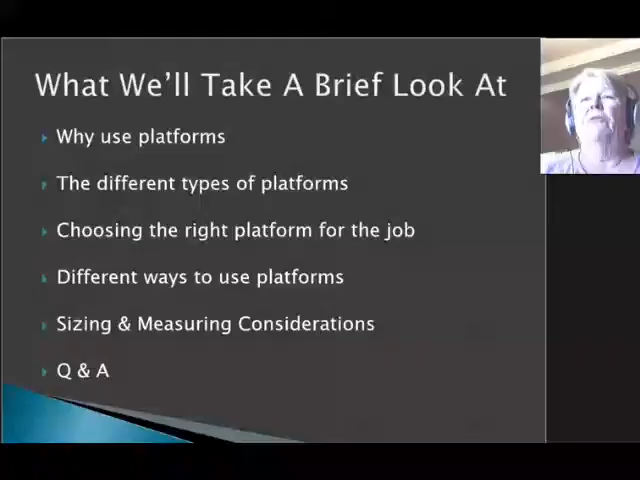 What We'll Take A Brief Look At
Why use platforms
The different types of platforms
Choosing the right platform for the job
Different ways to use platforms
Sizing & Measuring Considerations
Q & A